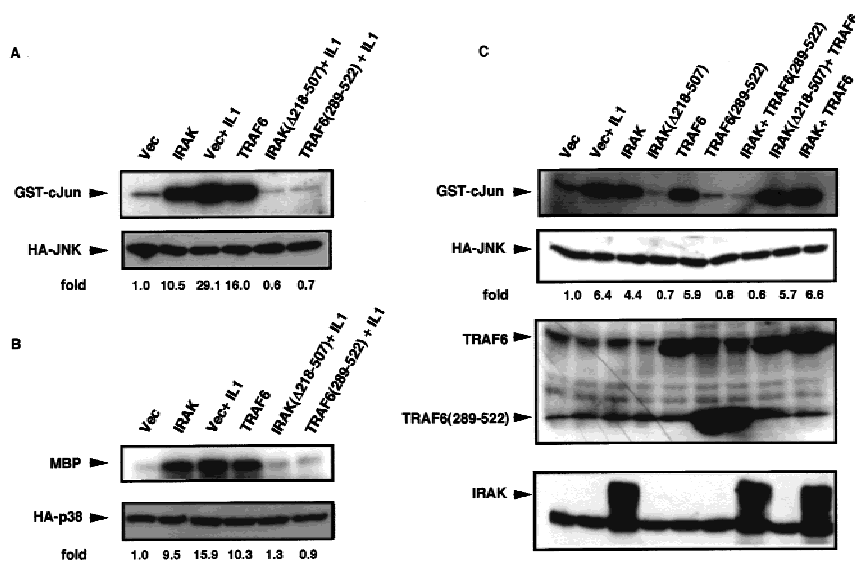 A
Vec
IRAK
Vec+ IL1
TRAF6
IRAK(Δ218-507)+ IL1
TRAF6(289-522) + IL1
GST-cJun
HA-JNK
fold 1.0 10.5 29.1 16.0 0.6 0.7
B
Vec
IRAK
Vec+ IL1
TRAF6
IRAK(Δ218-507)+ IL1
TRAF6(289-522) + IL1
MBP
HA-p38
fold 1.0 9.5 15.9 10.3 1.3 0.9
C
Vec
Vec+ IL1
IRAK
IRAK(Δ218-507)
TRAF6
TRAF6(289-522)
IRAK+ TRAF6(289-522)
IRAK(Δ218-507)+ TRAF6
IRAK+ TRAF6
GST-cJun
HA-JNK
fold 1.0 6.4 4.4 0.7 5.9 0.8 0.6 5.7 6.6
TRAF6
TRAF6(289-522)
IRAK